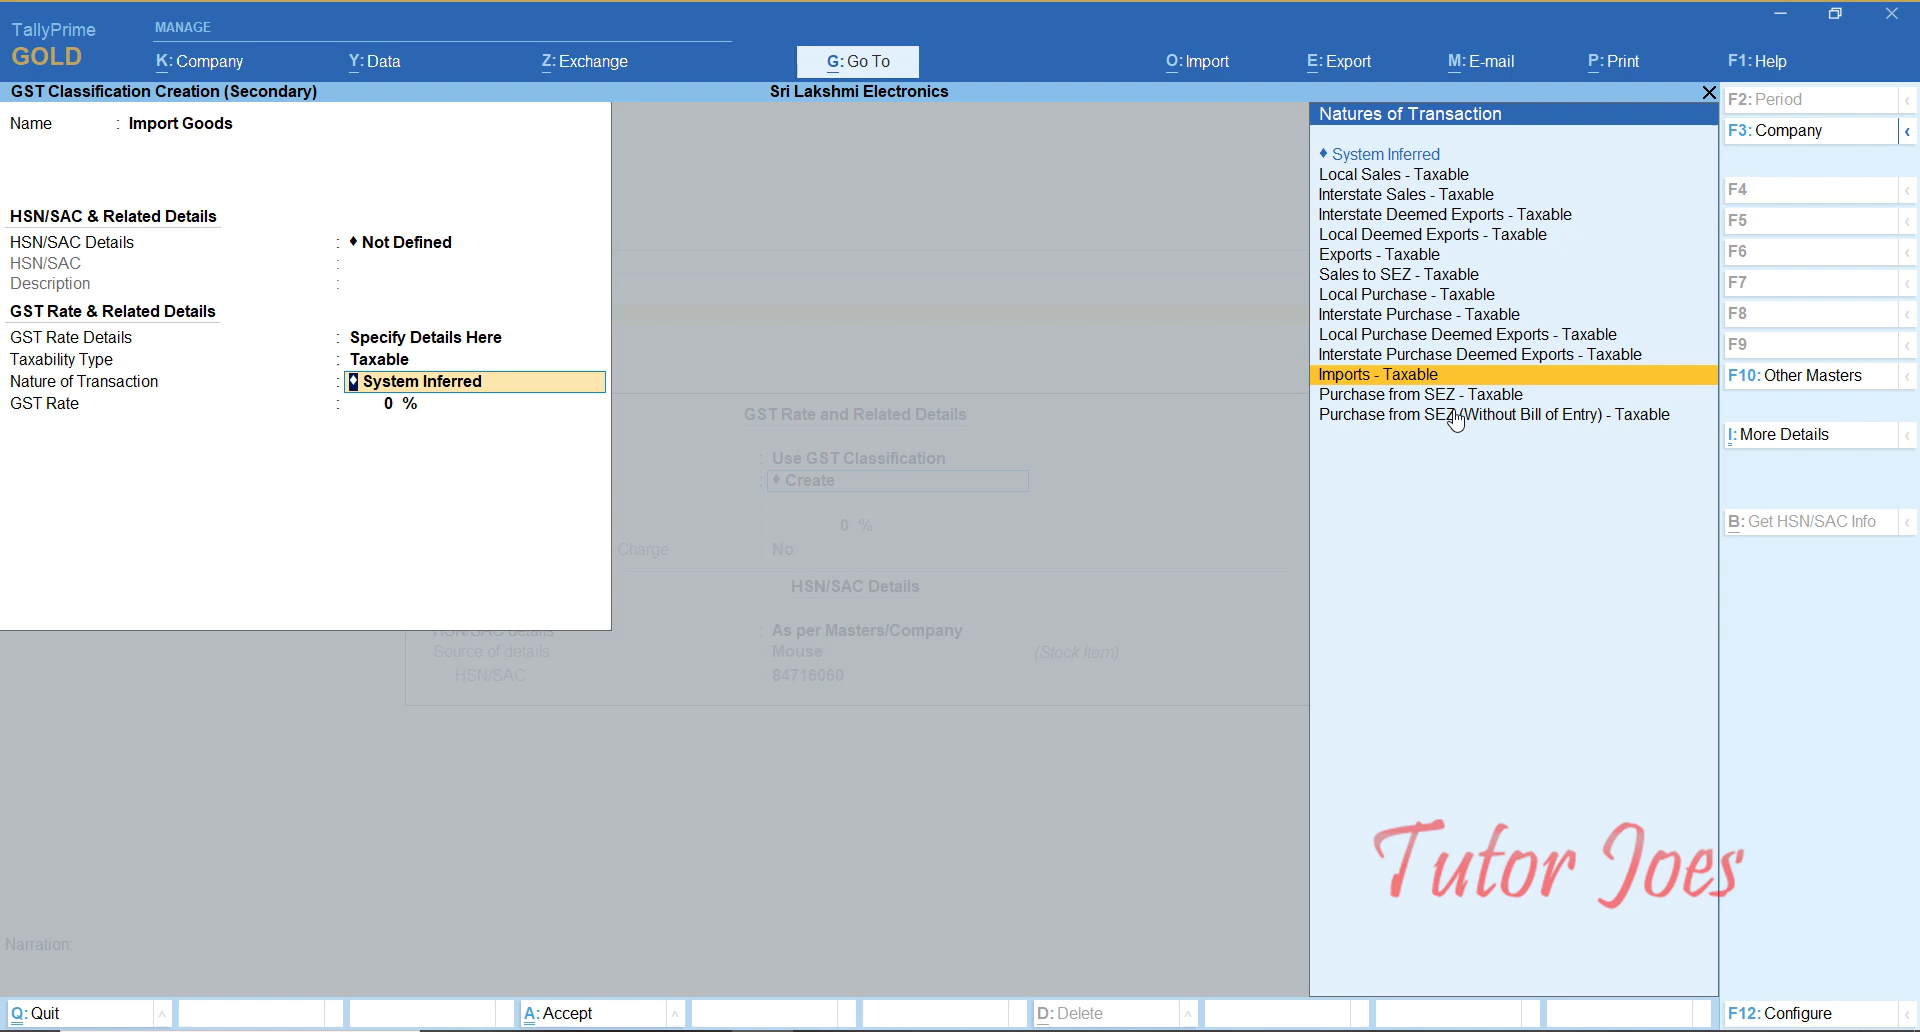 TallyPrime
GOLD
MANAGE
K: Company
Y: Data
Z: Exchange
G: Go To
O: Import
E: Export
M: E-mail
P: Print
F1: Help
GST Classification Creation (Secondary)
Sri Lakshmi Electronics
Name : Import Goods
HSN/SAC & Related Details
HSN/SAC Details : ♦ Not Defined
HSN/SAC :
Description :
GST Rate & Related Details
GST Rate Details : Specify Details Here
Taxability Type : Taxable
Nature of Transaction : ♦ System Inferred
GST Rate : 0 %
GST Rate and Related Details
: Use GST Classification
: ♦ Create
: 0 %
Charge : No
HSN/SAC Details
HSN/SAC details : As per Masters/Company
Source of details : Mouse (Stock Item)
HSN/SAC : 84716060
Narration:
Natures of Transaction
♦ System Inferred
Local Sales - Taxable
Interstate Sales - Taxable
Interstate Deemed Exports - Taxable
Local Deemed Exports - Taxable
Exports - Taxable
Sales to SEZ - Taxable
Local Purchase - Taxable
Interstate Purchase - Taxable
Local Purchase Deemed Exports - Taxable
Interstate Purchase Deemed Exports - Taxable
Imports - Taxable
Purchase from SEZ - Taxable
Purchase from SEZ (Without Bill of Entry) - Taxable
Tutor Joes
F2: Period
F3: Company
F4
F5
F6
F7
F8
F9
F10: Other Masters
I: More Details
B: Get HSN/SAC Info
Q: Quit
A: Accept
D: Delete
F12: Configure